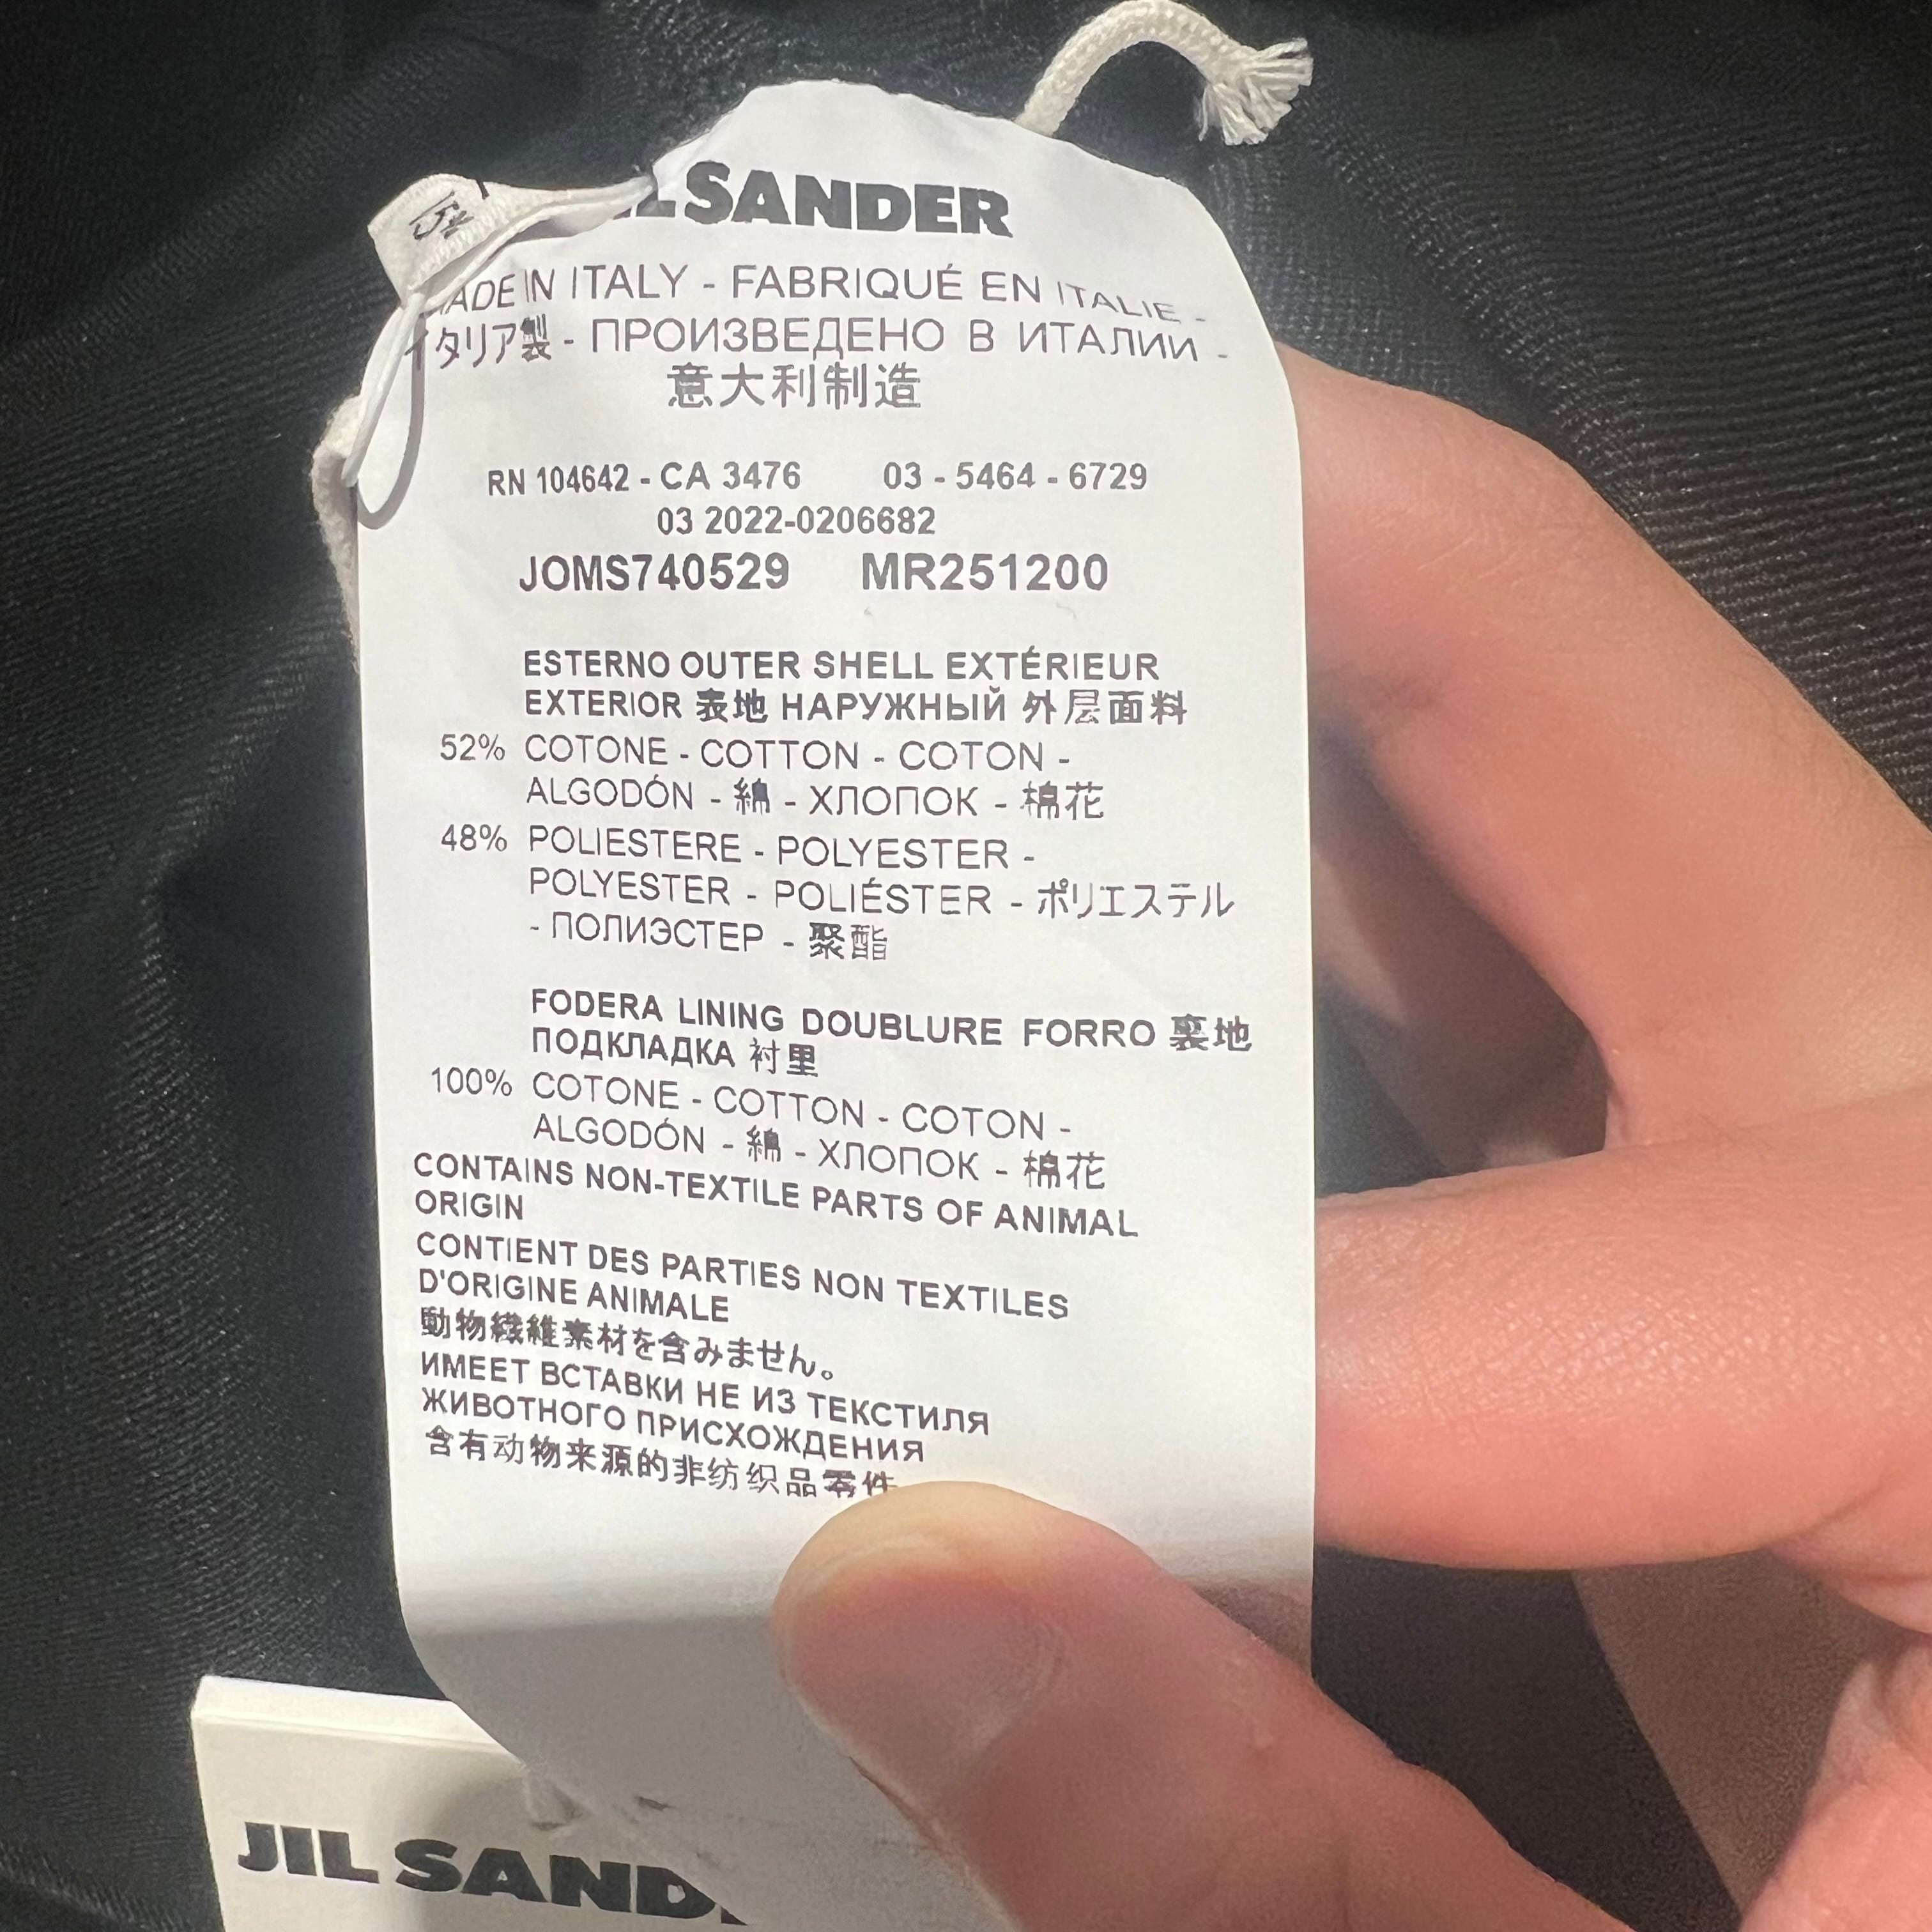 SANDER
IN ITALY - FABRIQUÉ EN ITALIE -
イタリア製 - ПРОИЗВЕДЕНО В ИТАЛИИ -
意大利制造
RN 104642 - CA 3476 03 - 5464 - 6729
03 2022-0206682
JOMS740529 MR251200
ESTERNO OUTER SHELL EXTÉRIEUR
EXTERIOR 表地 НАРУЖНЫЙ 外层面料
52% COTONE - COTTON - COTON -
ALGODÓN - 綿 - ХЛОПОК - 棉花
48% POLIESTERE - POLYESTER -
POLYESTER - POLIÉSTER - ポリエステル
- ПОЛИЭСТЕР - 聚酯
FODERA LINING DOUBLURE FORRO 裏地
ПОДКЛАДКА 衬里
100% COTONE - COTTON - COTON -
ALGODÓN - 綿 - ХЛОПОК - 棉花
CONTAINS NON-TEXTILE PARTS OF ANIMAL
ORIGIN
CONTIENT DES PARTIES NON TEXTILES
D'ORIGINE ANIMALE
動物繊維素材を含みません。
ИМЕЕТ ВСТАВКИ НЕ ИЗ ТЕКСТИЛЯ
ЖИВОТНОГО ПРИСХОЖДЕНИЯ
含有动物来源的非纺织品零件
JIL SAND